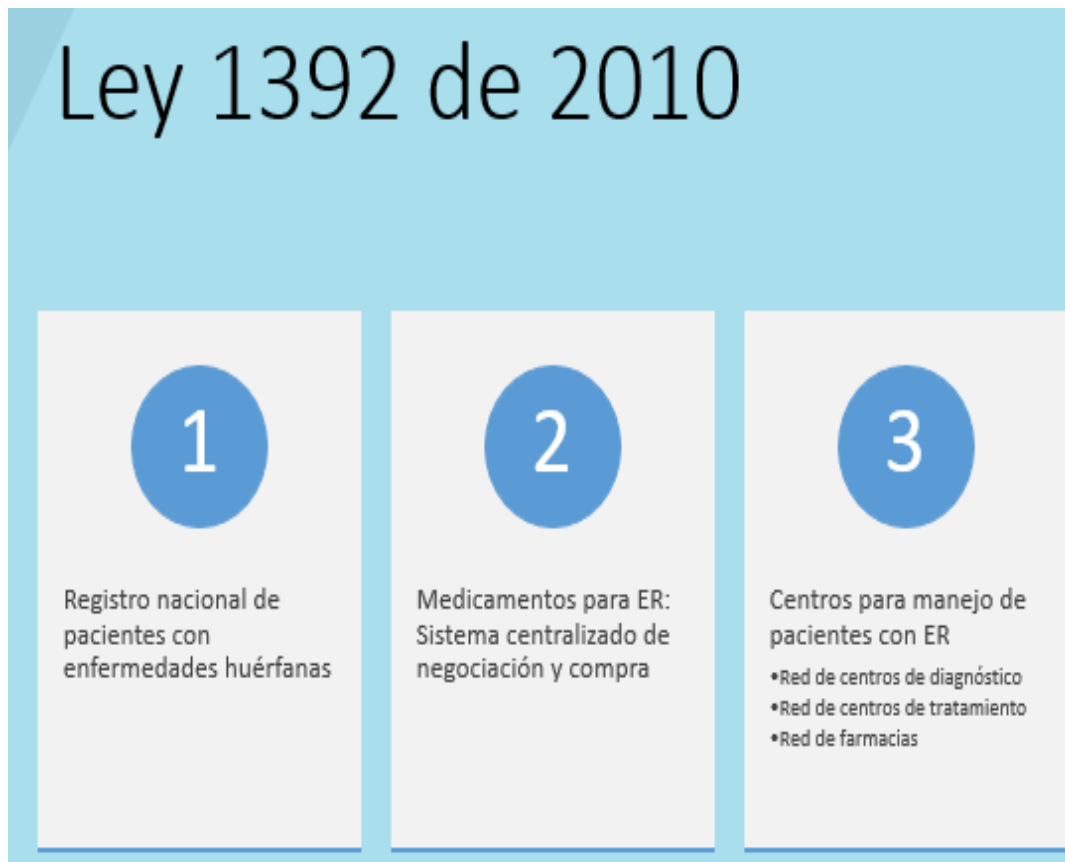 Ley 1392 de 2010
1
Registro nacional de
pacientes con
enfermedades huérfanas
2
Medicamentos para ER:
Sistema centralizado de
negociación y compra
3
Centros para manejo de
pacientes con ER
•Red de centros de diagnóstico
•Red de centros de tratamiento
•Red de farmacias